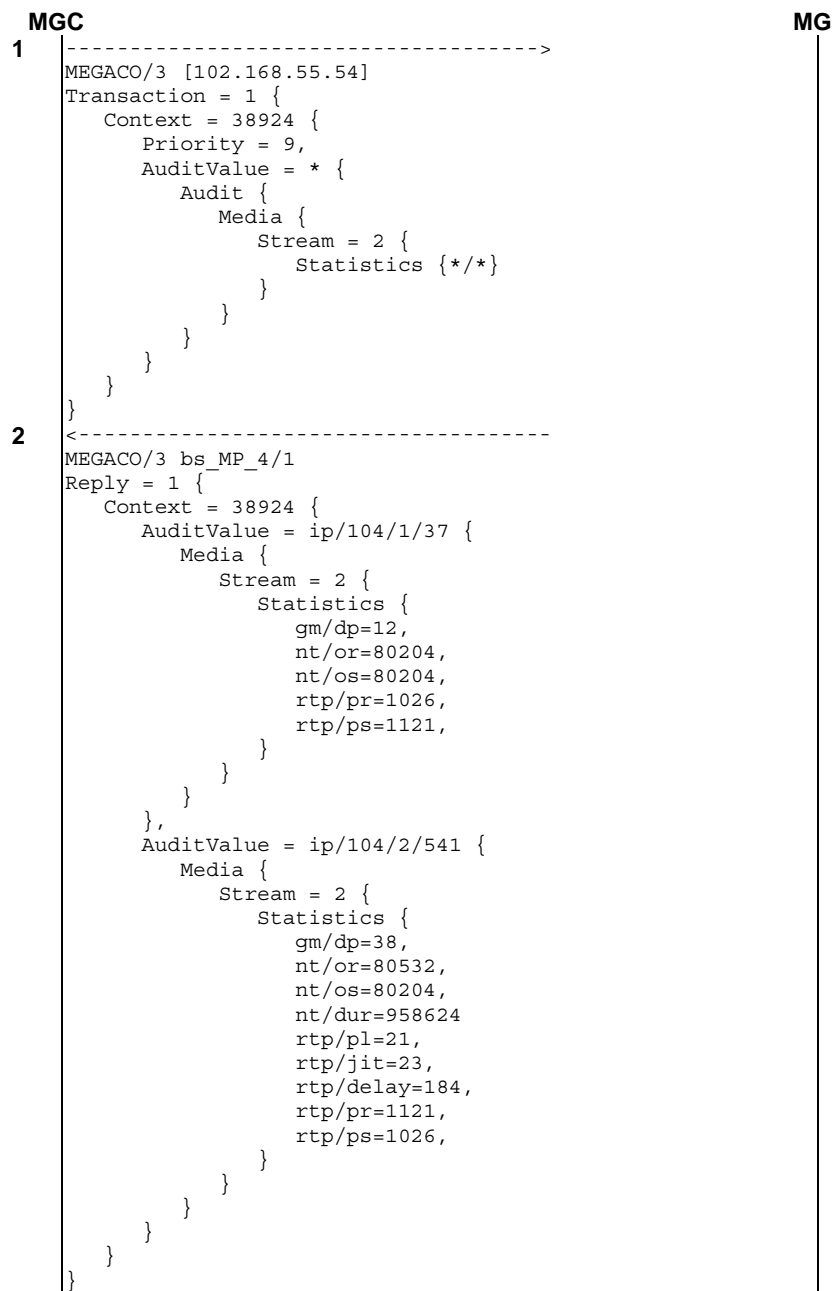 MGC MG
1 ------------------------------------->
MEGACO/3 [102.168.55.54]
Transaction = 1 {
   Context = 38924 {
      Priority = 9,
      AuditValue = * {
         Audit {
            Media {
               Stream = 2 {
                  Statistics {*/*}
               }
            }
         }
      }
   }
}
2 <-------------------------------------
MEGACO/3 bs_MP_4/1
Reply = 1 {
   Context = 38924 {
      AuditValue = ip/104/1/37 {
         Media {
            Stream = 2 {
               Statistics {
                  gm/dp=12,
                  nt/or=80204,
                  nt/os=80204,
                  rtp/pr=1026,
                  rtp/ps=1121,
               }
            }
         }
      },
      AuditValue = ip/104/2/541 {
         Media {
            Stream = 2 {
               Statistics {
                  gm/dp=38,
                  nt/or=80532,
                  nt/os=80204,
                  nt/dur=958624
                  rtp/pl=21,
                  rtp/jit=23,
                  rtp/delay=184,
                  rtp/pr=1121,
                  rtp/ps=1026,
               }
            }
         }
      }
   }
}